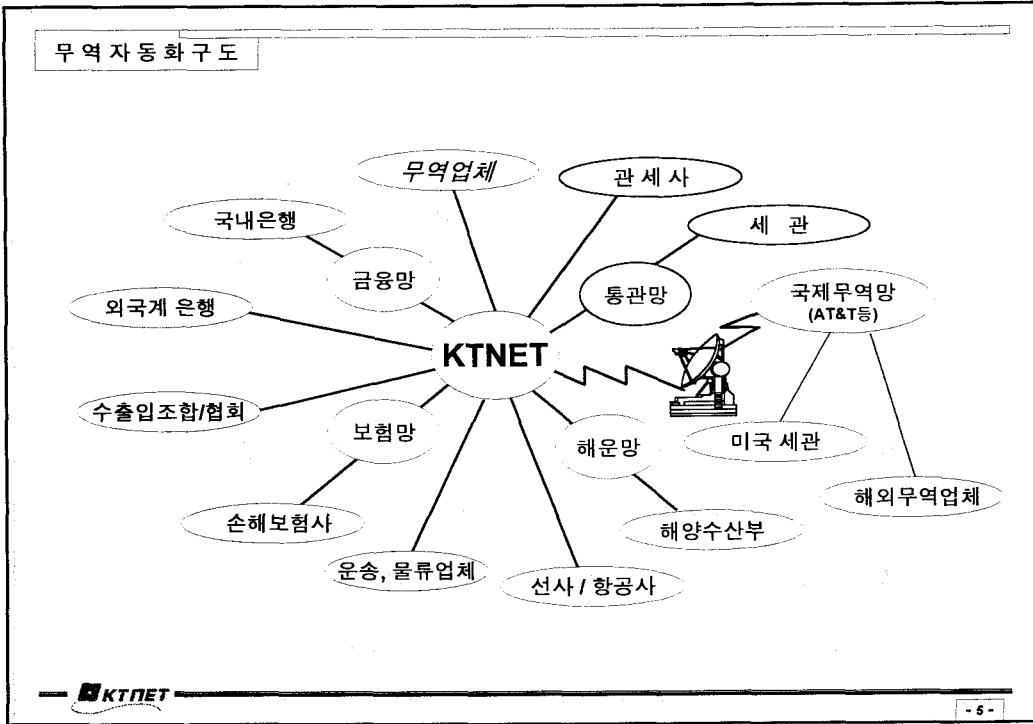 무역자동화구도
무역업체
관세사
국내은행
세 관
금융망
통관망
국제무역망
(AT&T등)
외국계 은행
KTNET
수출입조합/협회
보험망
해운망
미국 세관
해외무역업체
손해보험사
해양수산부
운송, 물류업체
선사 / 항공사
KTNET
- 5 -